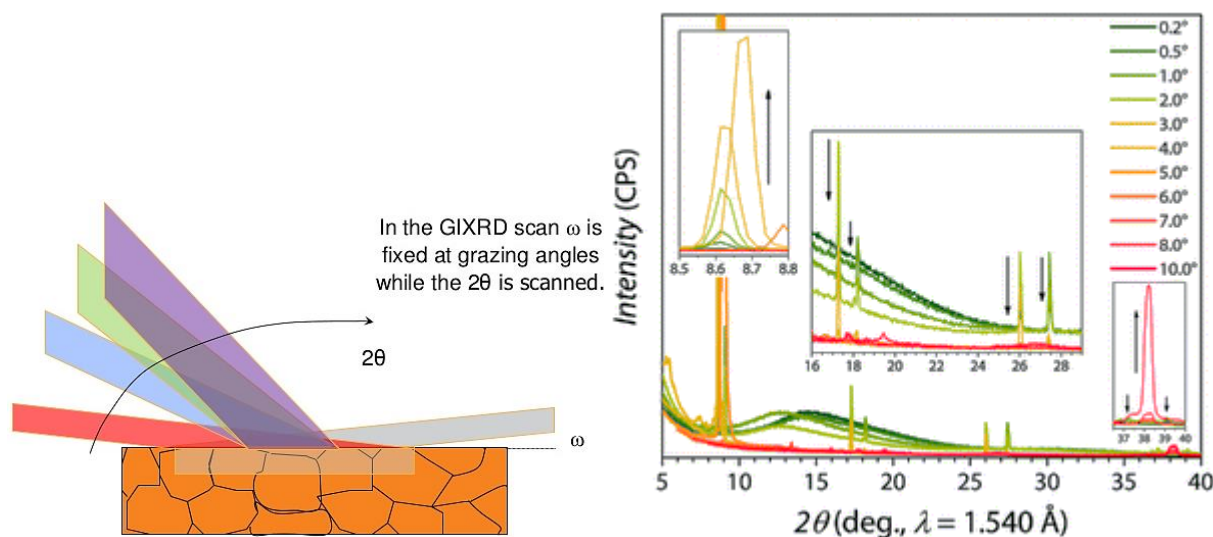 In the GIXRD scan ω is
fixed at grazing angles
while the 2θ is scanned.
2θ
ω
Intensity (CPS)
0.2°
0.5°
1.0°
2.0°
3.0°
4.0°
5.0°
6.0°
7.0°
8.0°
10.0°
8.5 8.6 8.7 8.8
16 18 20 22 24 26 28
37 38 39 40
5 10 15 20 25 30 35 40
2θ (deg., λ = 1.540 Å)